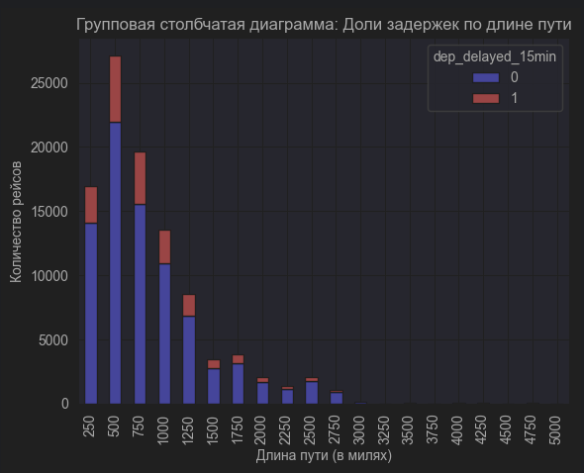 Групповая столбчатая диаграмма: Доли задержек по длине пути
dep_delayed_15min
0
1
Количество рейсов
25000
20000
15000
10000
5000
0
250 500 750 1000 1250 1500 1750 2000 2250 2500 2750 3000 3250 3500 3750 4000 4250 4500 4750 5000
Длина пути (в милях)